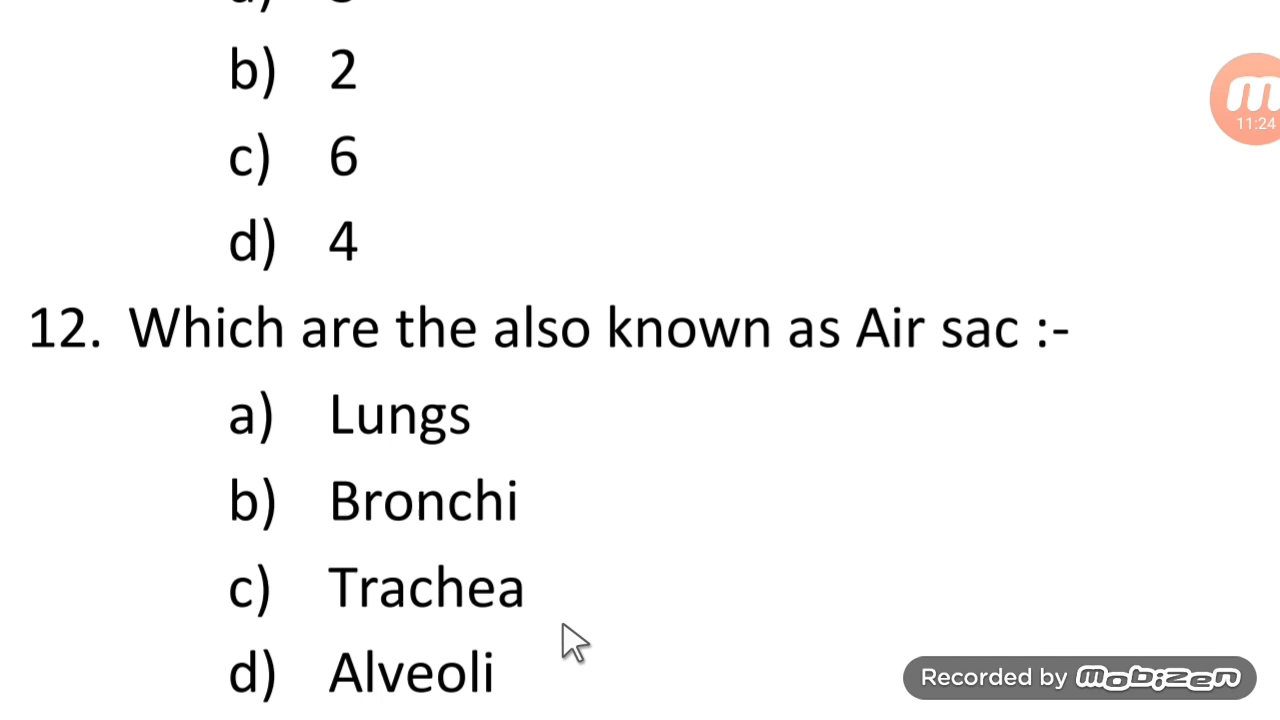 b) 2
c) 6
d) 4
12. Which are the also known as Air sac :-
a) Lungs
b) Bronchi
c) Trachea
d) Alveoli
m
11:24
Recorded by mobizen